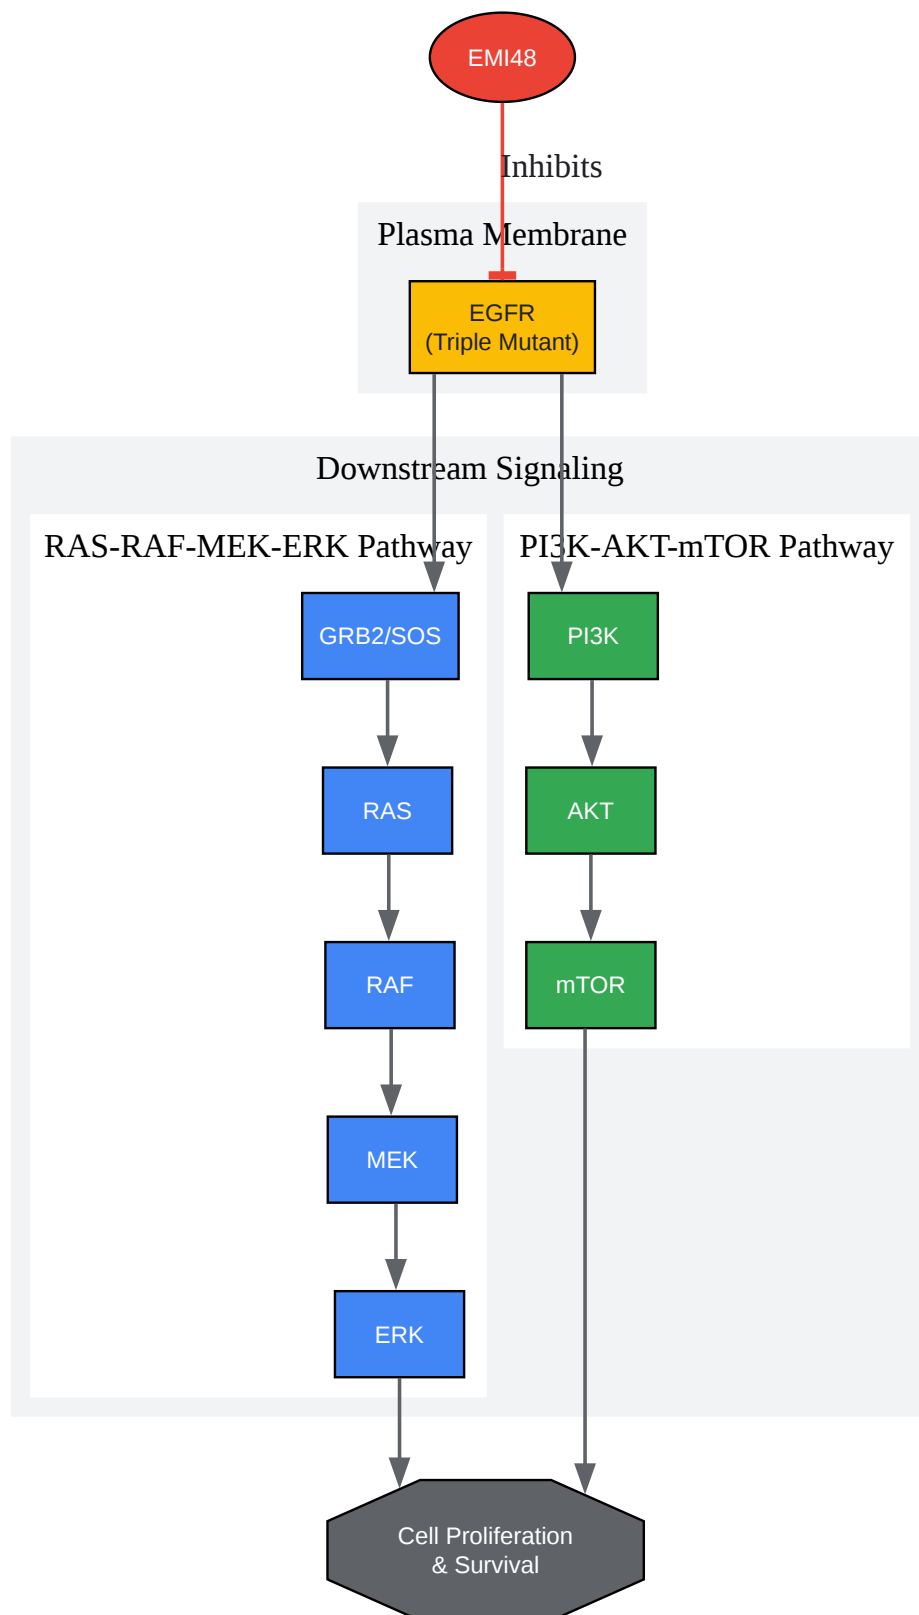 EMI48
Inhibits
Plasma Membrane
EGFR
(Triple Mutant)
Downstream Signaling
RAS-RAF-MEK-ERK Pathway
PI3K-AKT-mTOR Pathway
GRB2/SOS
PI3K
RAS
AKT
RAF
mTOR
MEK
ERK
Cell Proliferation
& Survival